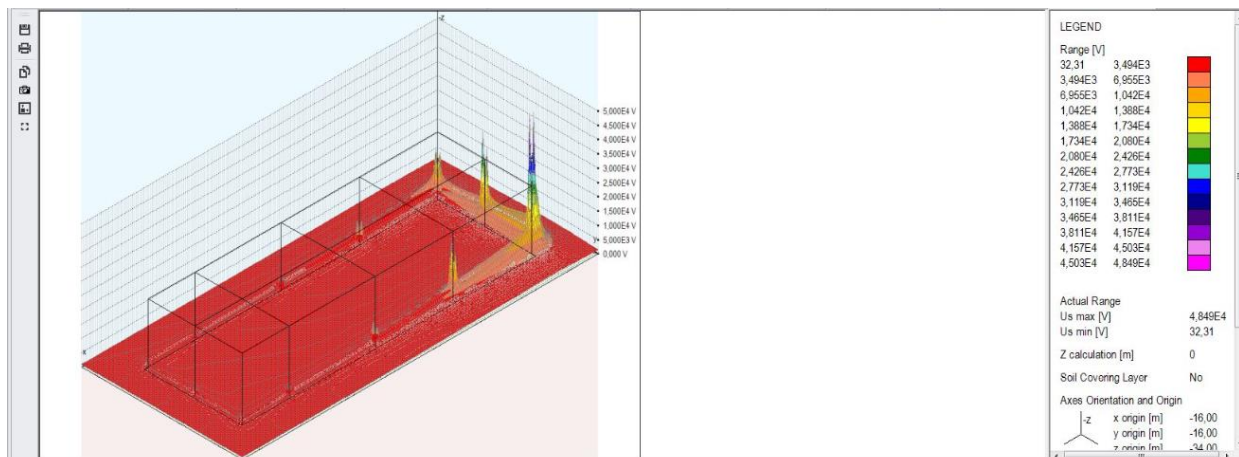 -Z
5,000E4 V
4,500E4 V
4,000E4 V
3,500E4 V
3,000E4 V
2,500E4 V
2,000E4 V
1,500E4 V
1,000E4 V
5,000E3 V
0,000 V
Y
X
LEGEND
Range [V]
32,31 3,494E3
3,494E3 6,955E3
6,955E3 1,042E4
1,042E4 1,388E4
1,388E4 1,734E4
1,734E4 2,080E4
2,080E4 2,426E4
2,426E4 2,773E4
2,773E4 3,119E4
3,119E4 3,465E4
3,465E4 3,811E4
3,811E4 4,157E4
4,157E4 4,503E4
4,503E4 4,849E4
Actual Range
Us max [V] 4,849E4
Us min [V] 32,31
Z calculation [m] 0
Soil Covering Layer No
Axes Orientation and Origin
-Z
x origin [m] -16,00
y origin [m] -16,00
z origin [m] -34,00